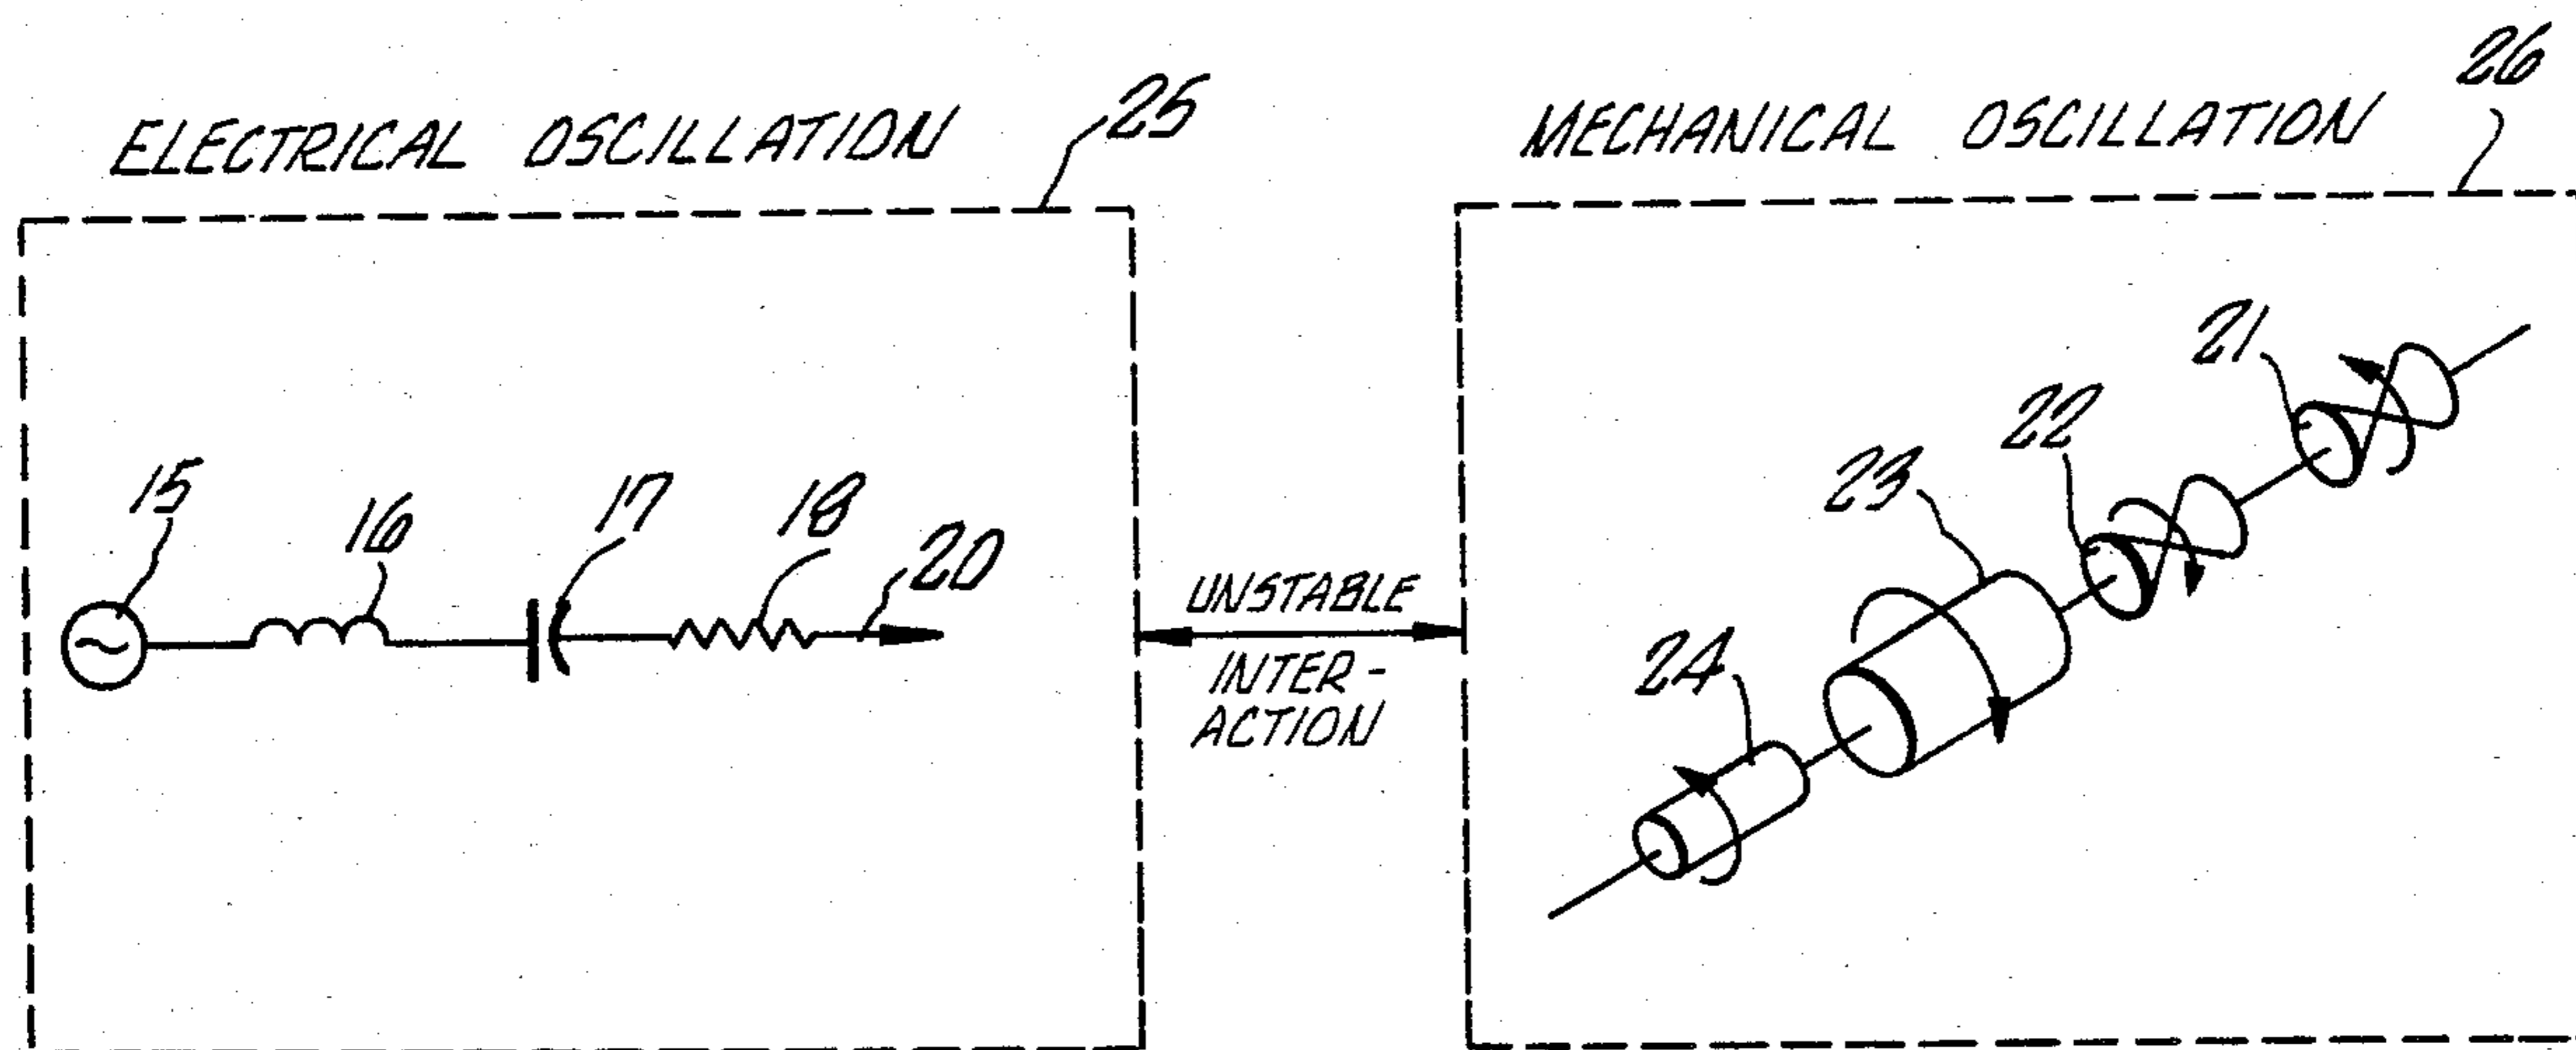 ELECTRICAL OSCILLATION
25
15
16
17
18
20
UNSTABLE
INTER-
ACTION
MECHANICAL OSCILLATION
26
21
22
23
24